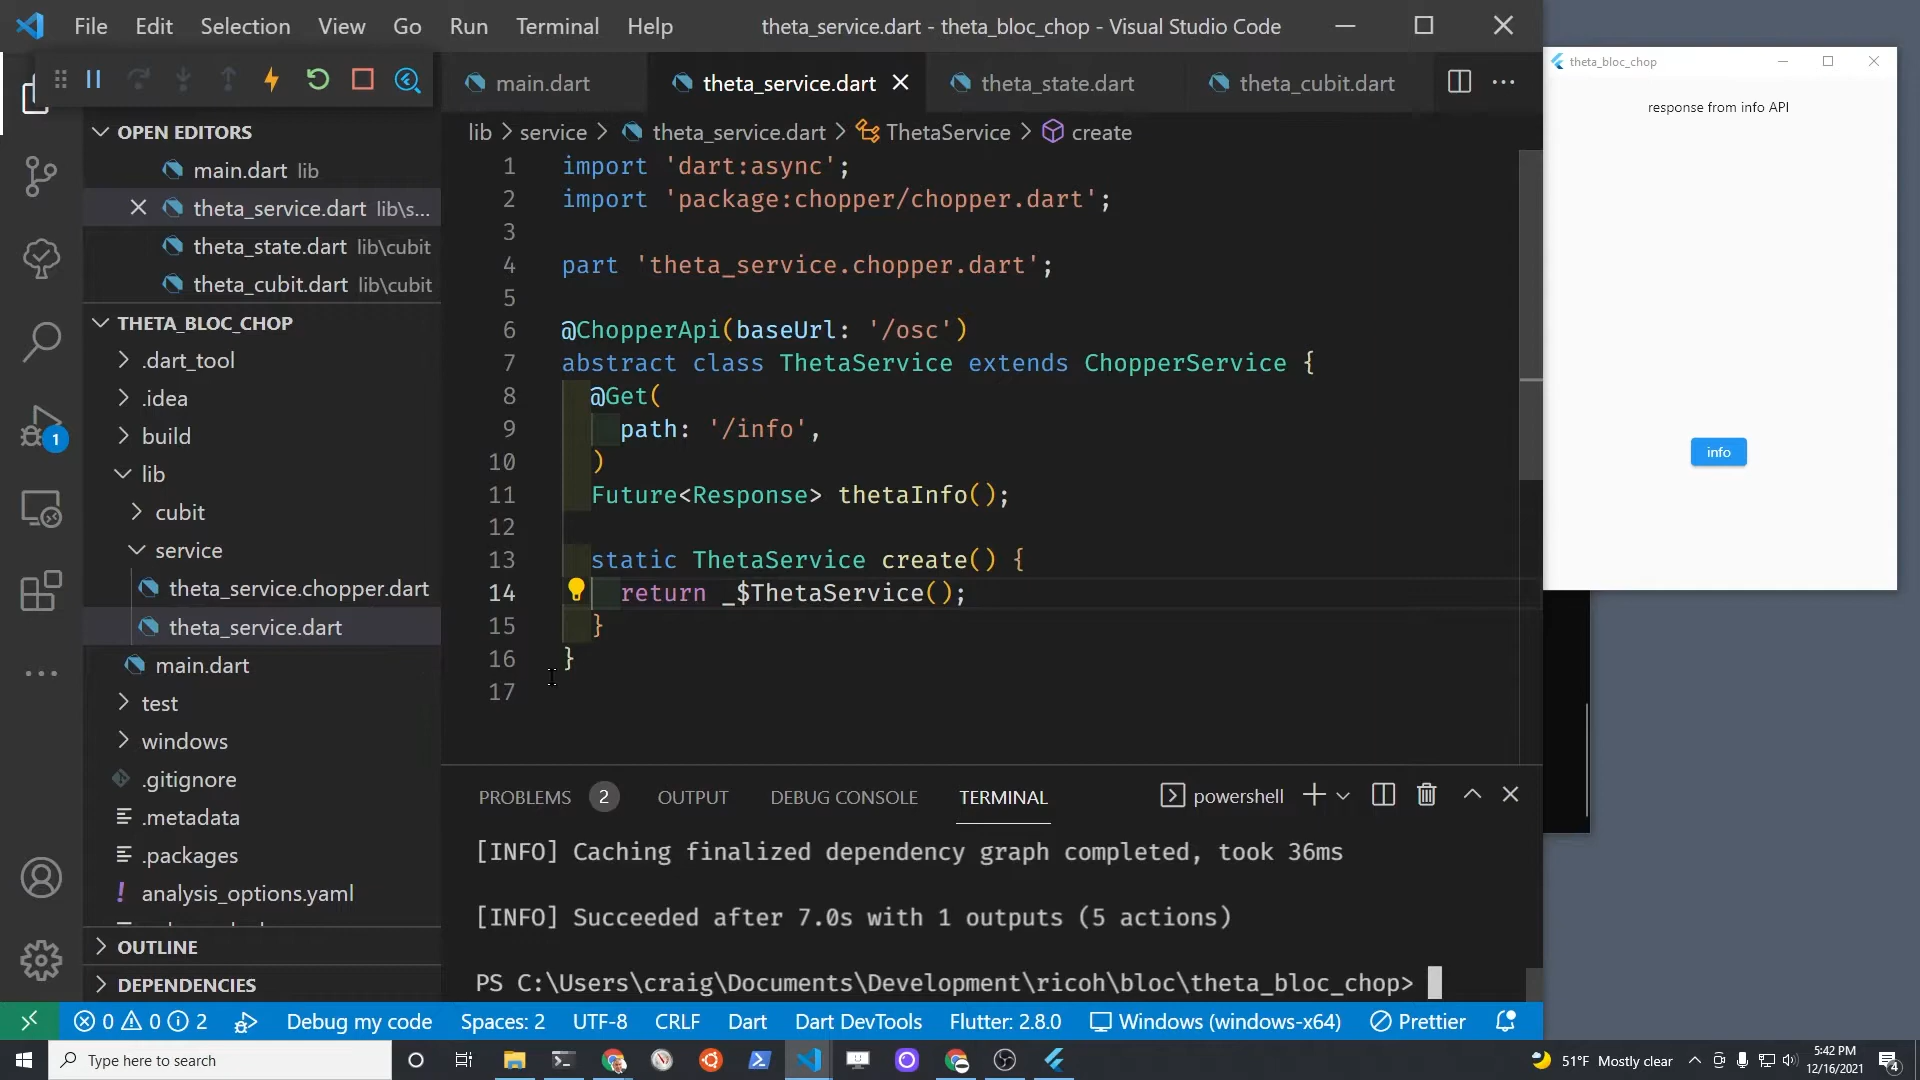 File Edit Selection View Go Run Terminal Help theta_service.dart - theta_bloc_chop - Visual Studio Code
main.dart theta_service.dart theta_state.dart theta_cubit.dart
OPEN EDITORS
main.dart lib
theta_service.dart lib\s...
theta_state.dart lib\cubit
theta_cubit.dart lib\cubit
THETA_BLOC_CHOP
.dart_tool
.idea
build
lib
cubit
service
theta_service.chopper.dart
theta_service.dart
main.dart
test
windows
.gitignore
.metadata
.packages
analysis_options.yaml
OUTLINE
DEPENDENCIES
1
lib > service > theta_service.dart > ThetaService > create
1 import 'dart:async';
2 import 'package:chopper/chopper.dart';
3
4 part 'theta_service.chopper.dart';
5
6 @ChopperApi(baseUrl: '/osc')
7 abstract class ThetaService extends ChopperService {
8 @Get(
9 path: '/info',
10 )
11 Future<Response> thetaInfo();
12
13 static ThetaService create() {
14 return _$ThetaService();
15 }
16 }
17
PROBLEMS 2 OUTPUT DEBUG CONSOLE TERMINAL powershell
[INFO] Caching finalized dependency graph completed, took 36ms
[INFO] Succeeded after 7.0s with 1 outputs (5 actions)
PS C:\Users\craig\Documents\Development\ricoh\bloc\theta_bloc_chop>
0 0 2 Debug my code Spaces: 2 UTF-8 CRLF Dart Dart DevTools Flutter: 2.8.0 Windows (windows-x64) Prettier
theta_bloc_chop
response from info API
info
Type here to search
51°F Mostly clear
5:42 PM
12/16/2021
4